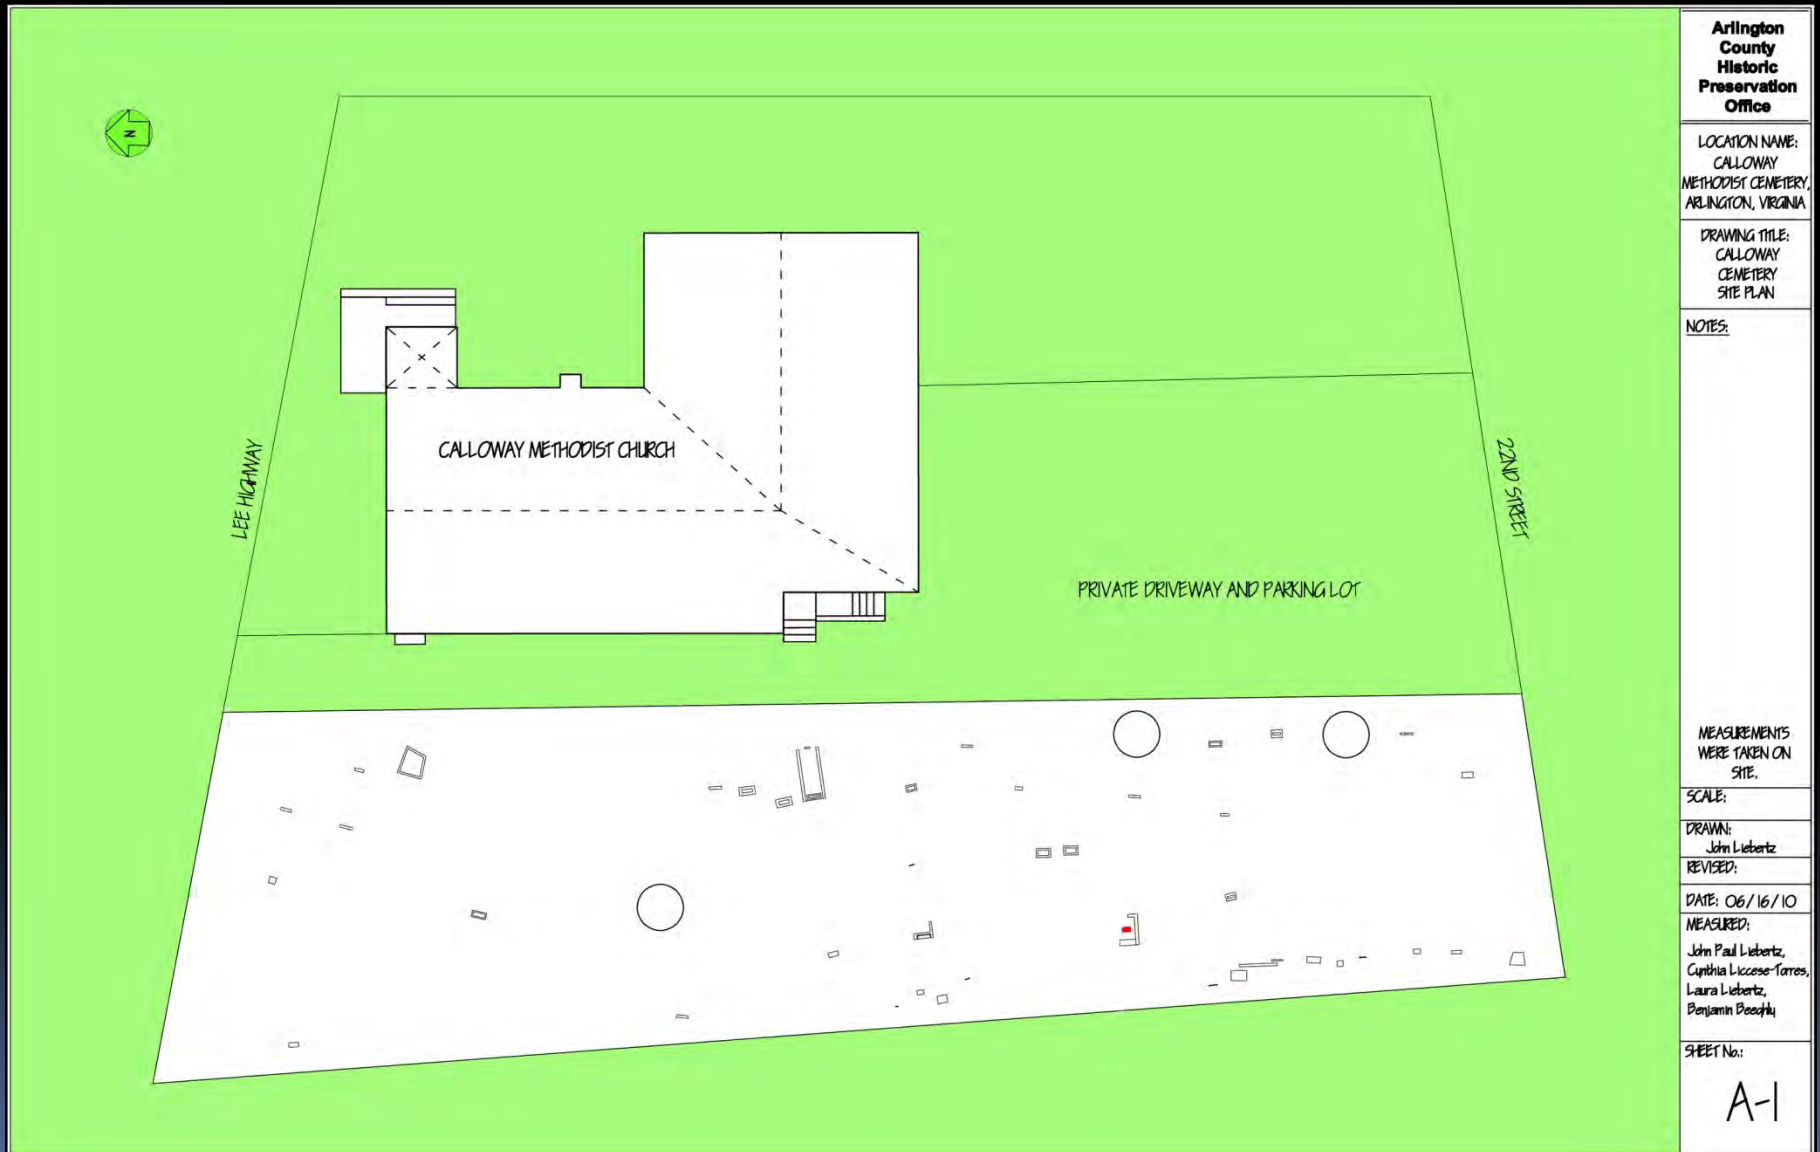 N
LEE HIGHWAY
CALLOWAY METHODIST CHURCH
22ND STREET
PRIVATE DRIVEWAY AND PARKING LOT
Arlington
County
Historic
Preservation
Office
LOCATION NAME:
CALLOWAY
METHODIST CEMETERY,
ARLINGTON, VIRGINIA
DRAWING TITLE:
CALLOWAY
CEMETERY
SITE PLAN
NOTES:
MEASUREMENTS
WERE TAKEN ON
SITE.
SCALE:
DRAWN:
John Liebertz
REVISED:
DATE: 06/16/10
MEASURED:
John Paul Liebertz,
Cynthia Liccese-Torres,
Laura Liebertz,
Benjamin Beechly
SHEET No.:
A-1